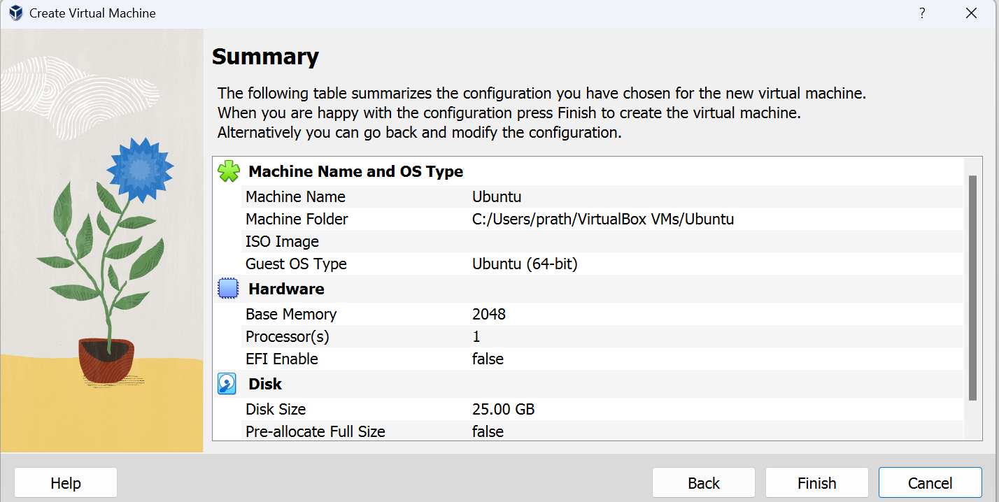 Create Virtual Machine
?
Summary
The following table summarizes the configuration you have chosen for the new virtual machine.
When you are happy with the configuration press Finish to create the virtual machine.
Alternatively you can go back and modify the configuration.
Machine Name and OS Type
Machine Name Ubuntu
Machine Folder C:/Users/prath/VirtualBox VMs/Ubuntu
ISO Image
Guest OS Type Ubuntu (64-bit)
Hardware
Base Memory 2048
Processor(s) 1
EFI Enable false
Disk
Disk Size 25.00 GB
Pre-allocate Full Size false
Help Back Finish Cancel